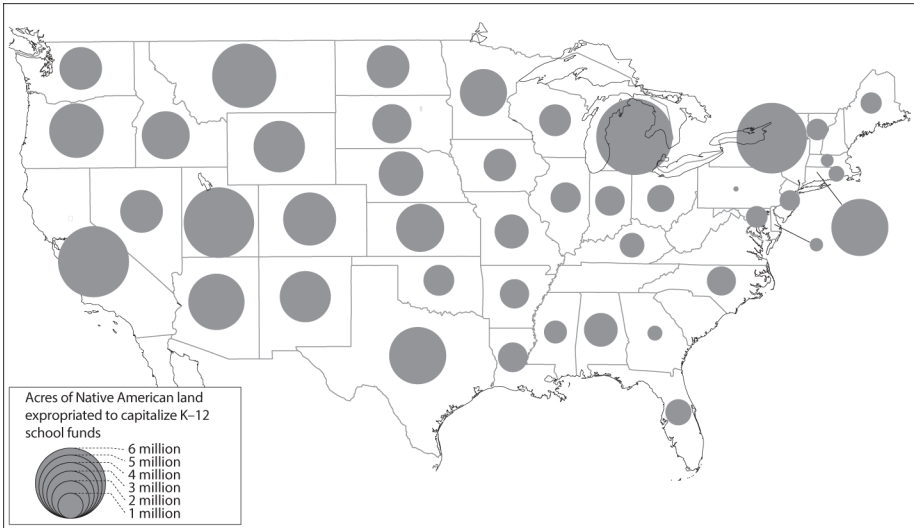 Acres of Native American land
expropriated to capitalize K–12
school funds
6 million
5 million
4 million
3 million
2 million
1 million